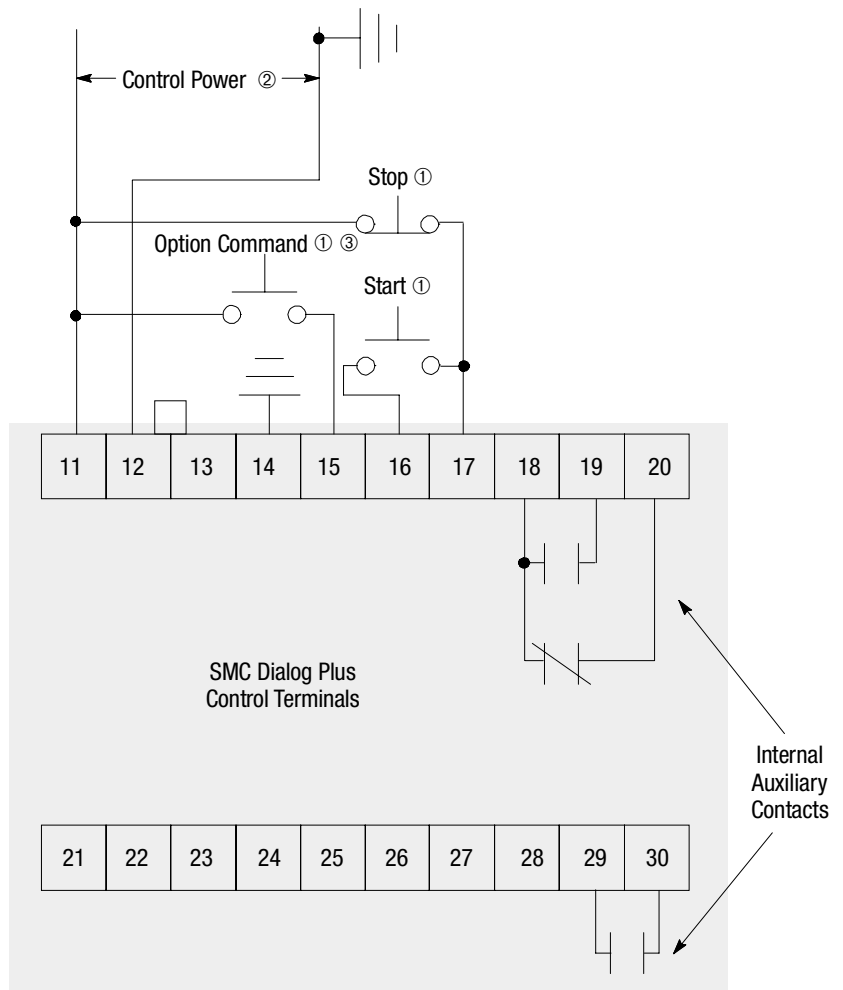 Control Power ②
Stop ①
Option Command ① ③
Start ①
11 12 13 14 15 16 17 18 19 20
SMC Dialog Plus
Control Terminals
Internal
Auxiliary
Contacts
21 22 23 24 25 26 27 28 29 30